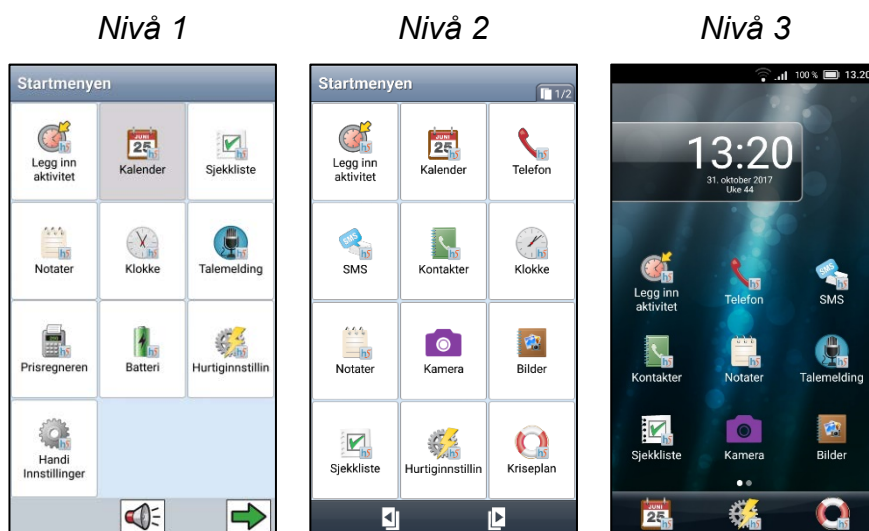 Nivå 1
Nivå 2
Nivå 3
Startmenyen
Legg inn
aktivitet
JUNI
25
Kalender
Sjekkliste
Notater
Klokke
Talemelding
Prisregneren
Batteri
Hurtiginnstillin
Handi
Innstillinger
Startmenyen
1/2
Legg inn
aktivitet
JUNI
25
Kalender
Telefon
SMS
SMS
Kontakter
Klokke
Notater
Kamera
Bilder
Sjekkliste
Hurtiginnstillin
Kriseplan
100 % 13.20
13:20
31. oktober 2017
Uke 44
Legg inn
aktivitet
Telefon
SMS
SMS
Kontakter
Notater
Talemelding
Sjekkliste
Kamera
Bilder
JUNI
25